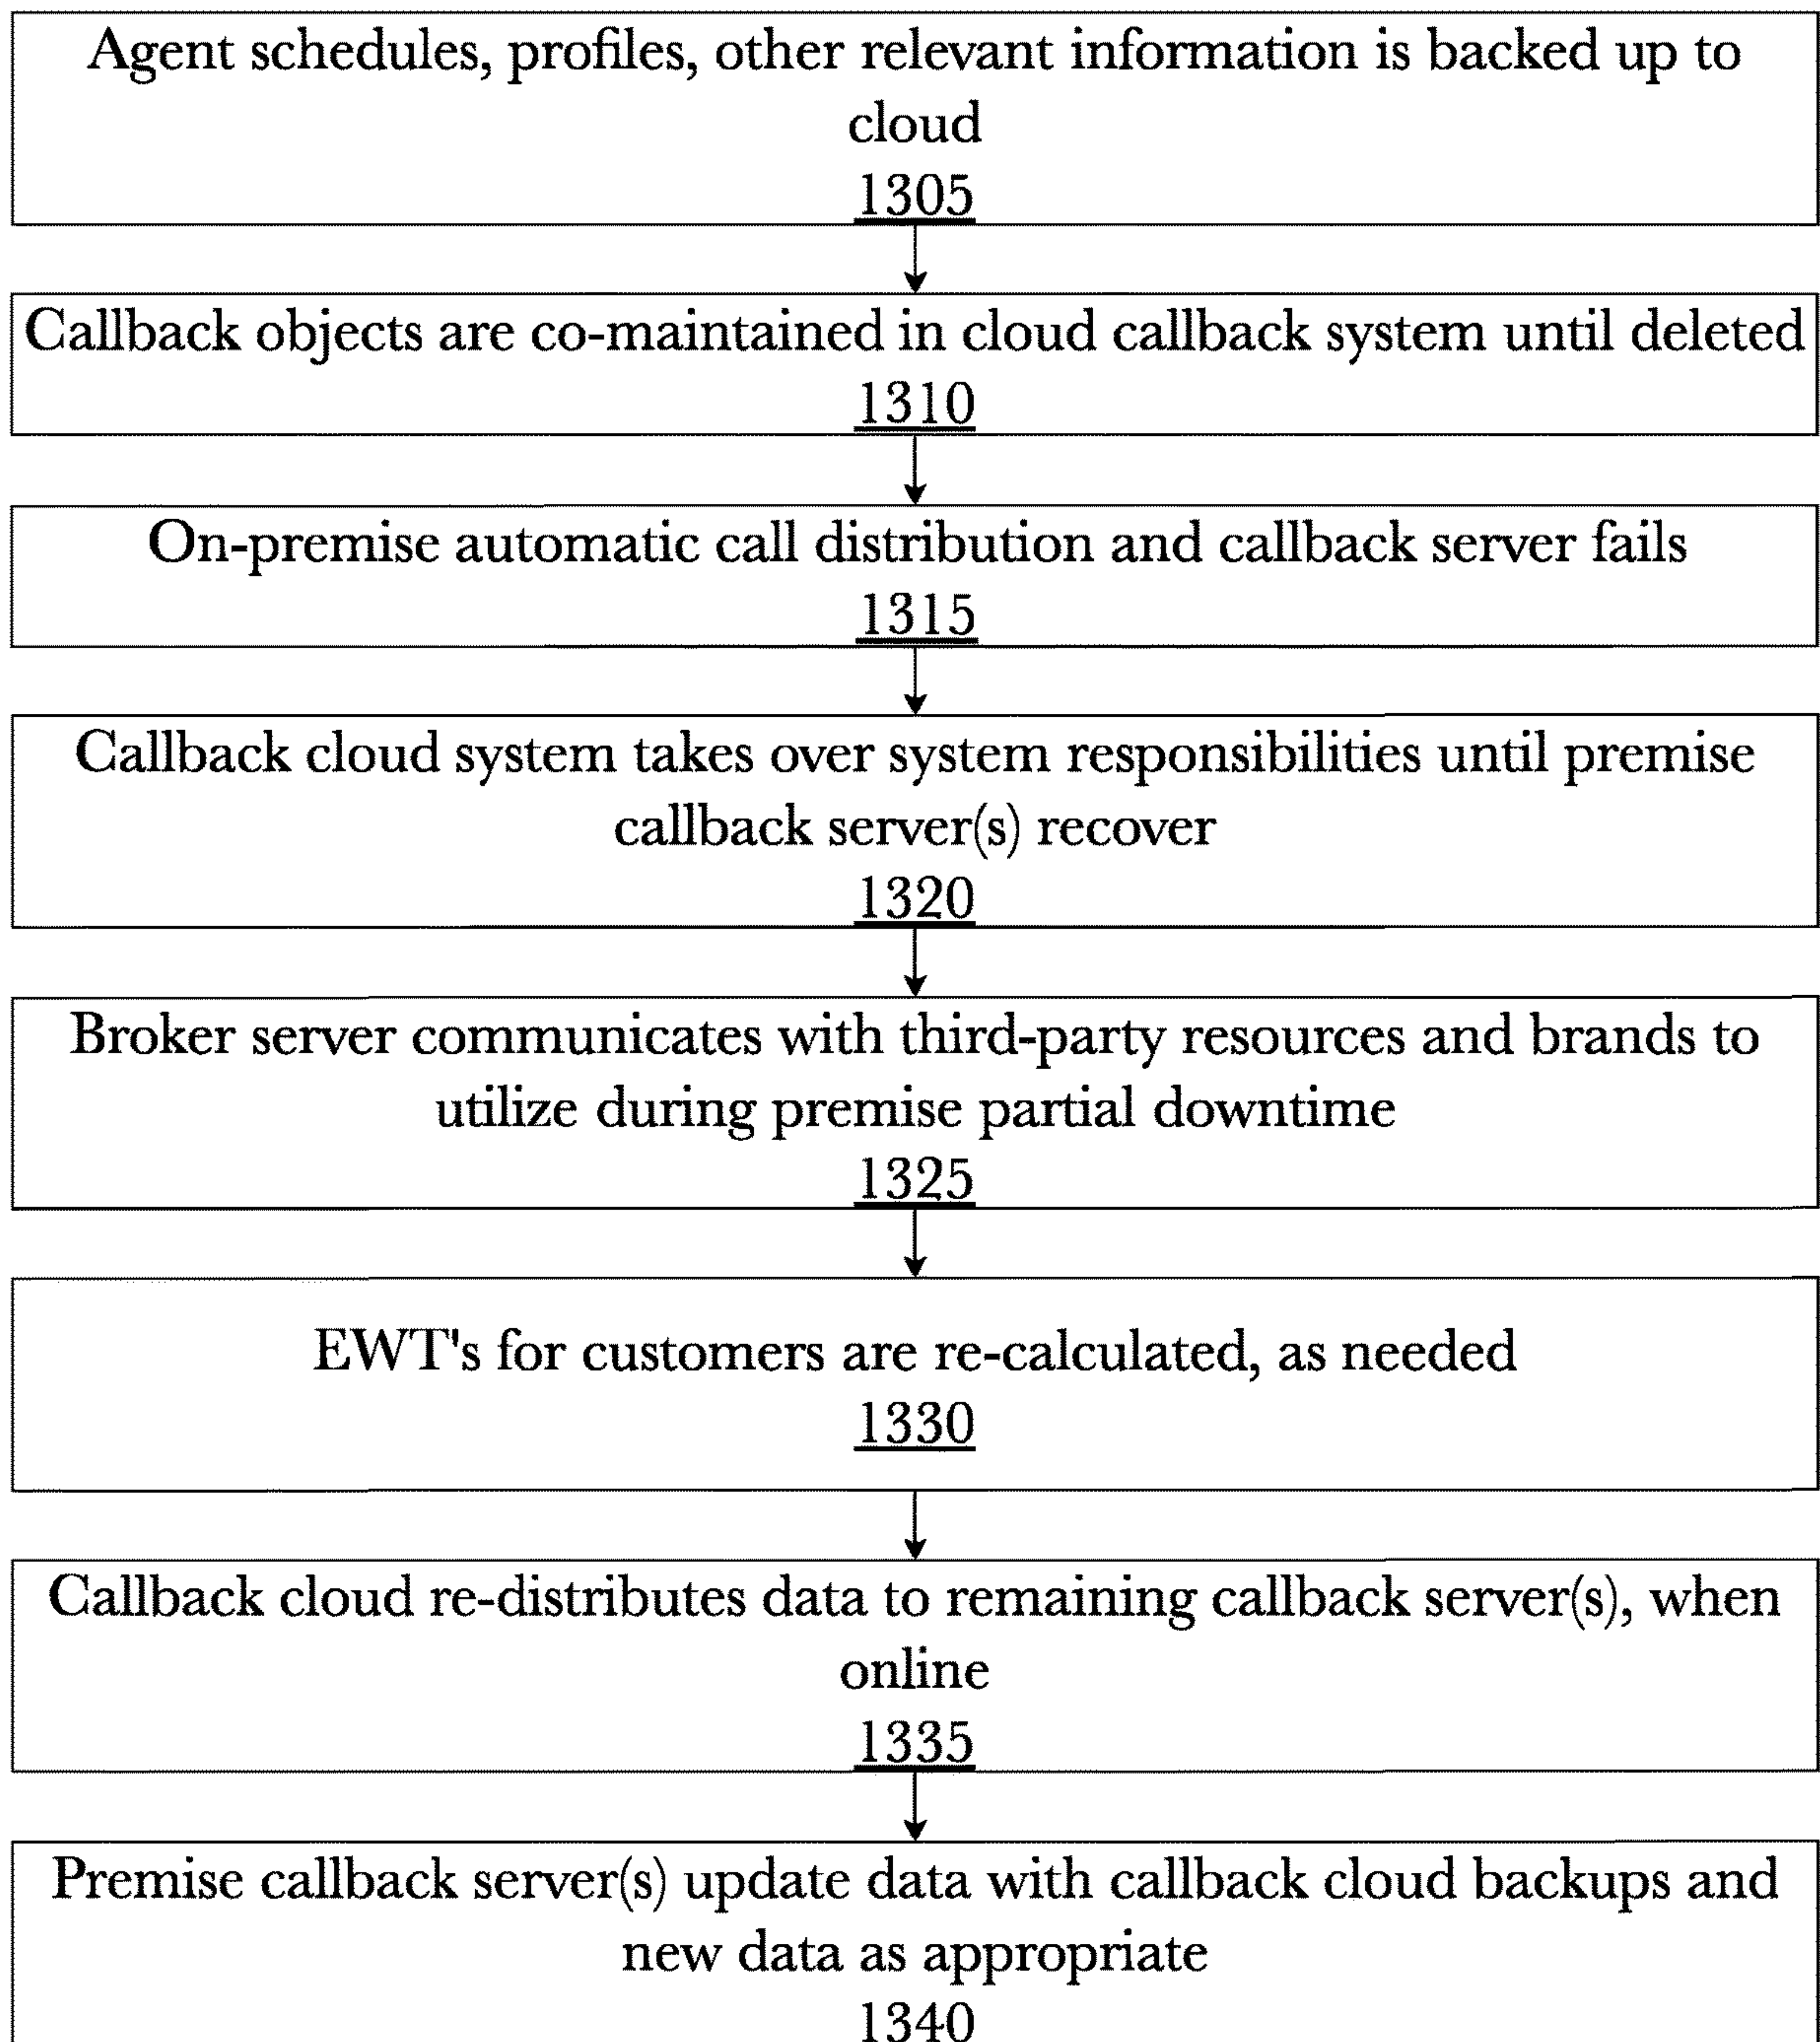 Agent schedules, profiles, other relevant information is backed up to
cloud
1305
Callback objects are co-maintained in cloud callback system until deleted
1310
On-premise automatic call distribution and callback server fails
1315
Callback cloud system takes over system responsibilities until premise
callback server(s) recover
1320
Broker server communicates with third-party resources and brands to
utilize during premise partial downtime
1325
EWT's for customers are re-calculated, as needed
1330
Callback cloud re-distributes data to remaining callback server(s), when
online
1335
Premise callback server(s) update data with callback cloud backups and
new data as appropriate
1340